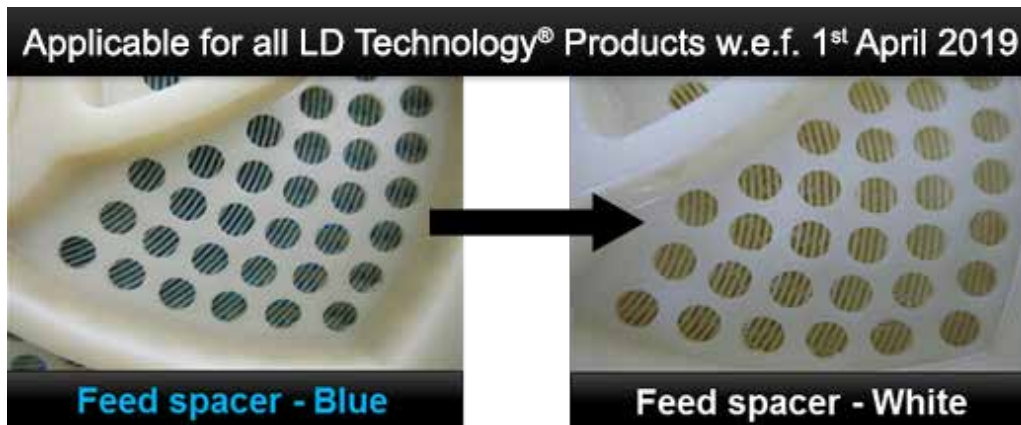 Applicable for all LD Technology® Products w.e.f. 1st April 2019
Feed spacer - Blue
Feed spacer - White